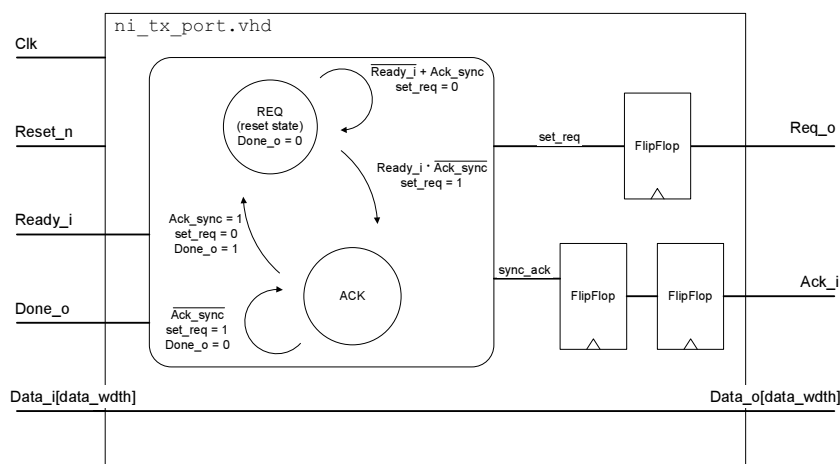 ni_tx_port.vhd
Clk
Ready_i + Ack_sync
set_req = 0
REQ
(reset state)
Done_o = 0
Reset_n
set_req
FlipFlop
Req_o
Ready_i · Ack_sync
set_req = 1
Ready_i
Ack_sync = 1
set_req = 0
Done_o = 1
sync_ack
Ack_i
ACK
FlipFlop
FlipFlop
Done_o
Ack_sync
set_req = 1
Done_o = 0
Data_i[data_wdth]
Data_o[data_wdth]